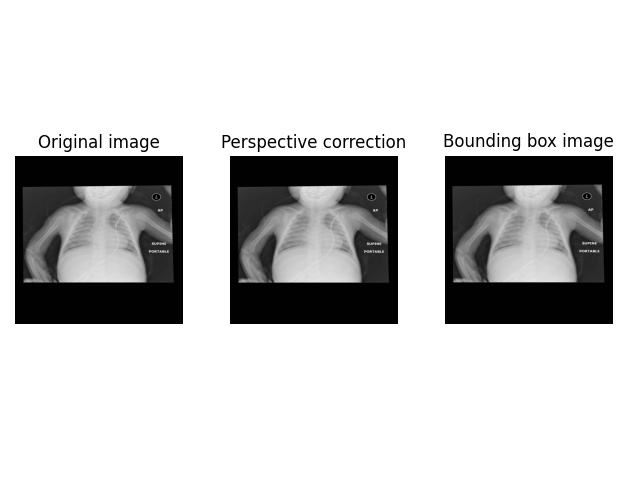 Original image
Perspective correction
Bounding box image
L
AP
SUPINE
PORTABLE
L
AP
SUPINE
PORTABLE
L
AP
SUPINE
PORTABLE